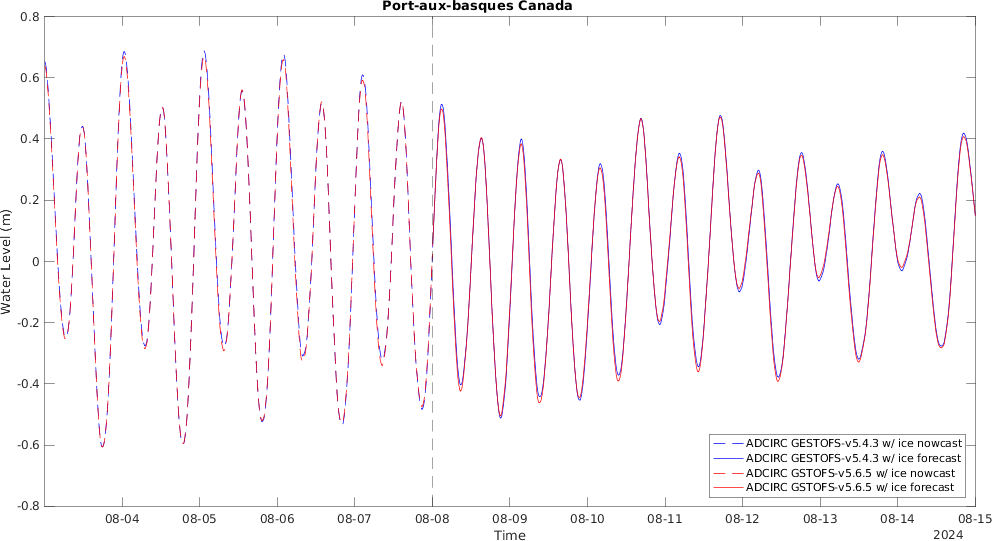 Port-aux-basques Canada
0.8
0.6
0.4
0.2
0
-0.2
-0.4
-0.6
-0.8
Water Level (m)
ADCIRC GESTOFS-v5.4.3 w/ ice nowcast
ADCIRC GESTOFS-v5.4.3 w/ ice forecast
ADCIRC GSTOFS-v5.6.5 w/ ice nowcast
ADCIRC GSTOFS-v5.6.5 w/ ice forecast
08-04 08-05 08-06 08-07 08-08 08-09 08-10 08-11 08-12 08-13 08-14 08-15
Time
2024